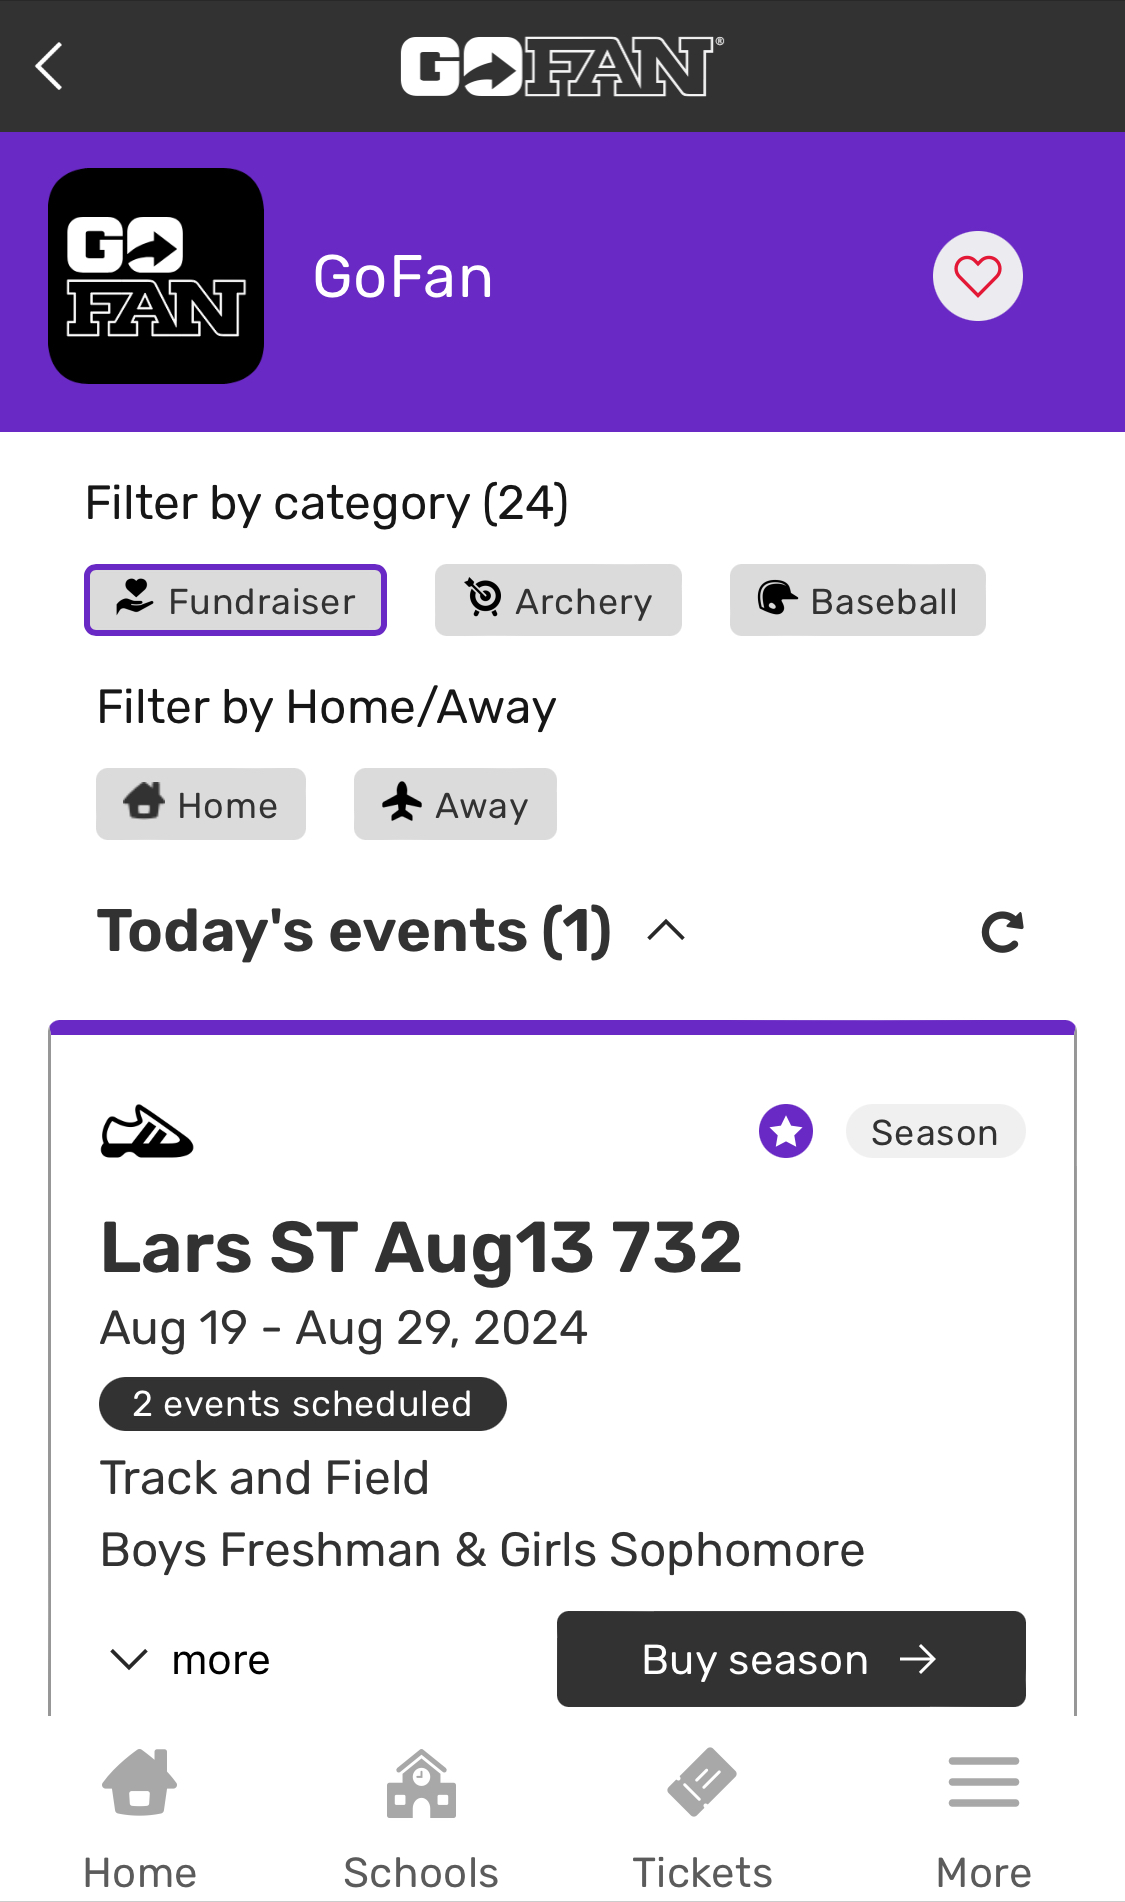 GOFAN®
GO
FAN
GoFan
Filter by category (24)
Fundraiser Archery Baseball
Filter by Home/Away
Home Away
Today's events (1)
Season
Lars ST Aug13 732
Aug 19 - Aug 29, 2024
2 events scheduled
Track and Field
Boys Freshman & Girls Sophomore
more Buy season
Home Schools Tickets More